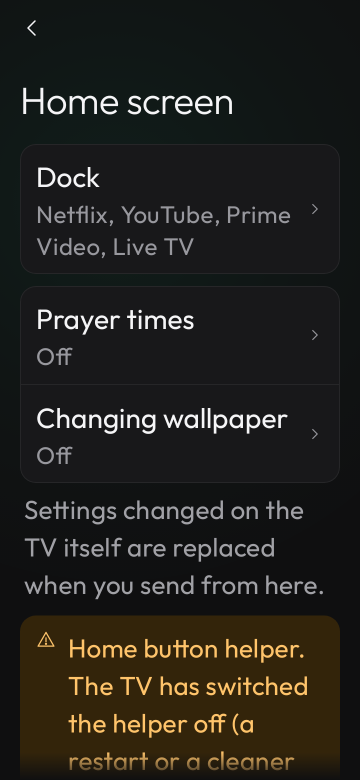 Home screen
Dock
Netflix, YouTube, Prime
Video, Live TV
Prayer times
Off
Changing wallpaper
Off
Settings changed on the
TV itself are replaced
when you send from here.
Home button helper.
The TV has switched
the helper off (a
restart or a cleaner